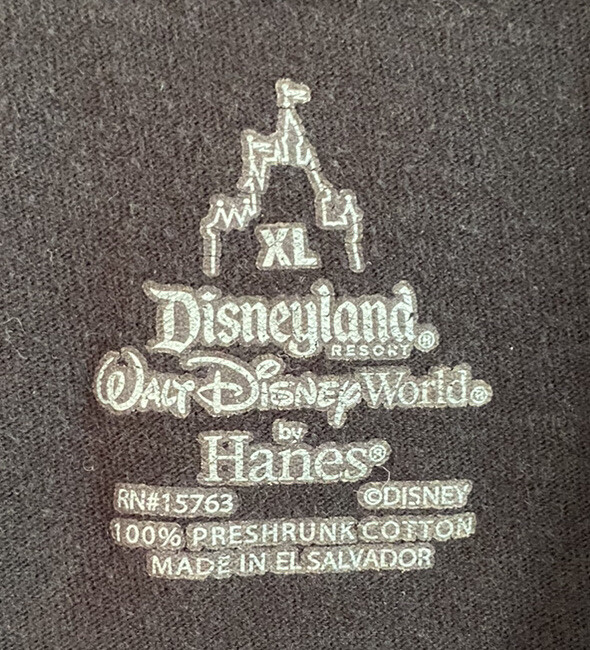 XL
Disneyland®
RESORT
Walt Disney World®
by
Hanes®
RN#15763 ©DISNEY
100% PRESHRUNK COTTON
MADE IN EL SALVADOR